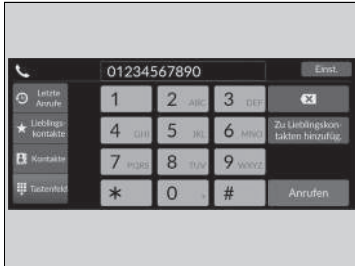 01234567890
Einst.
Letzte
Anrufe
1
2 ABC
3 DEF
Lieblings-
kontakte
4 GHI
5 JKL
6 MNO
Zu Lieblingskon-
takten hinzufüg.
Kontakte
7 PQRS
8 TUV
9 WXYZ
Tastenfeld
*
0 +
#
Anrufen